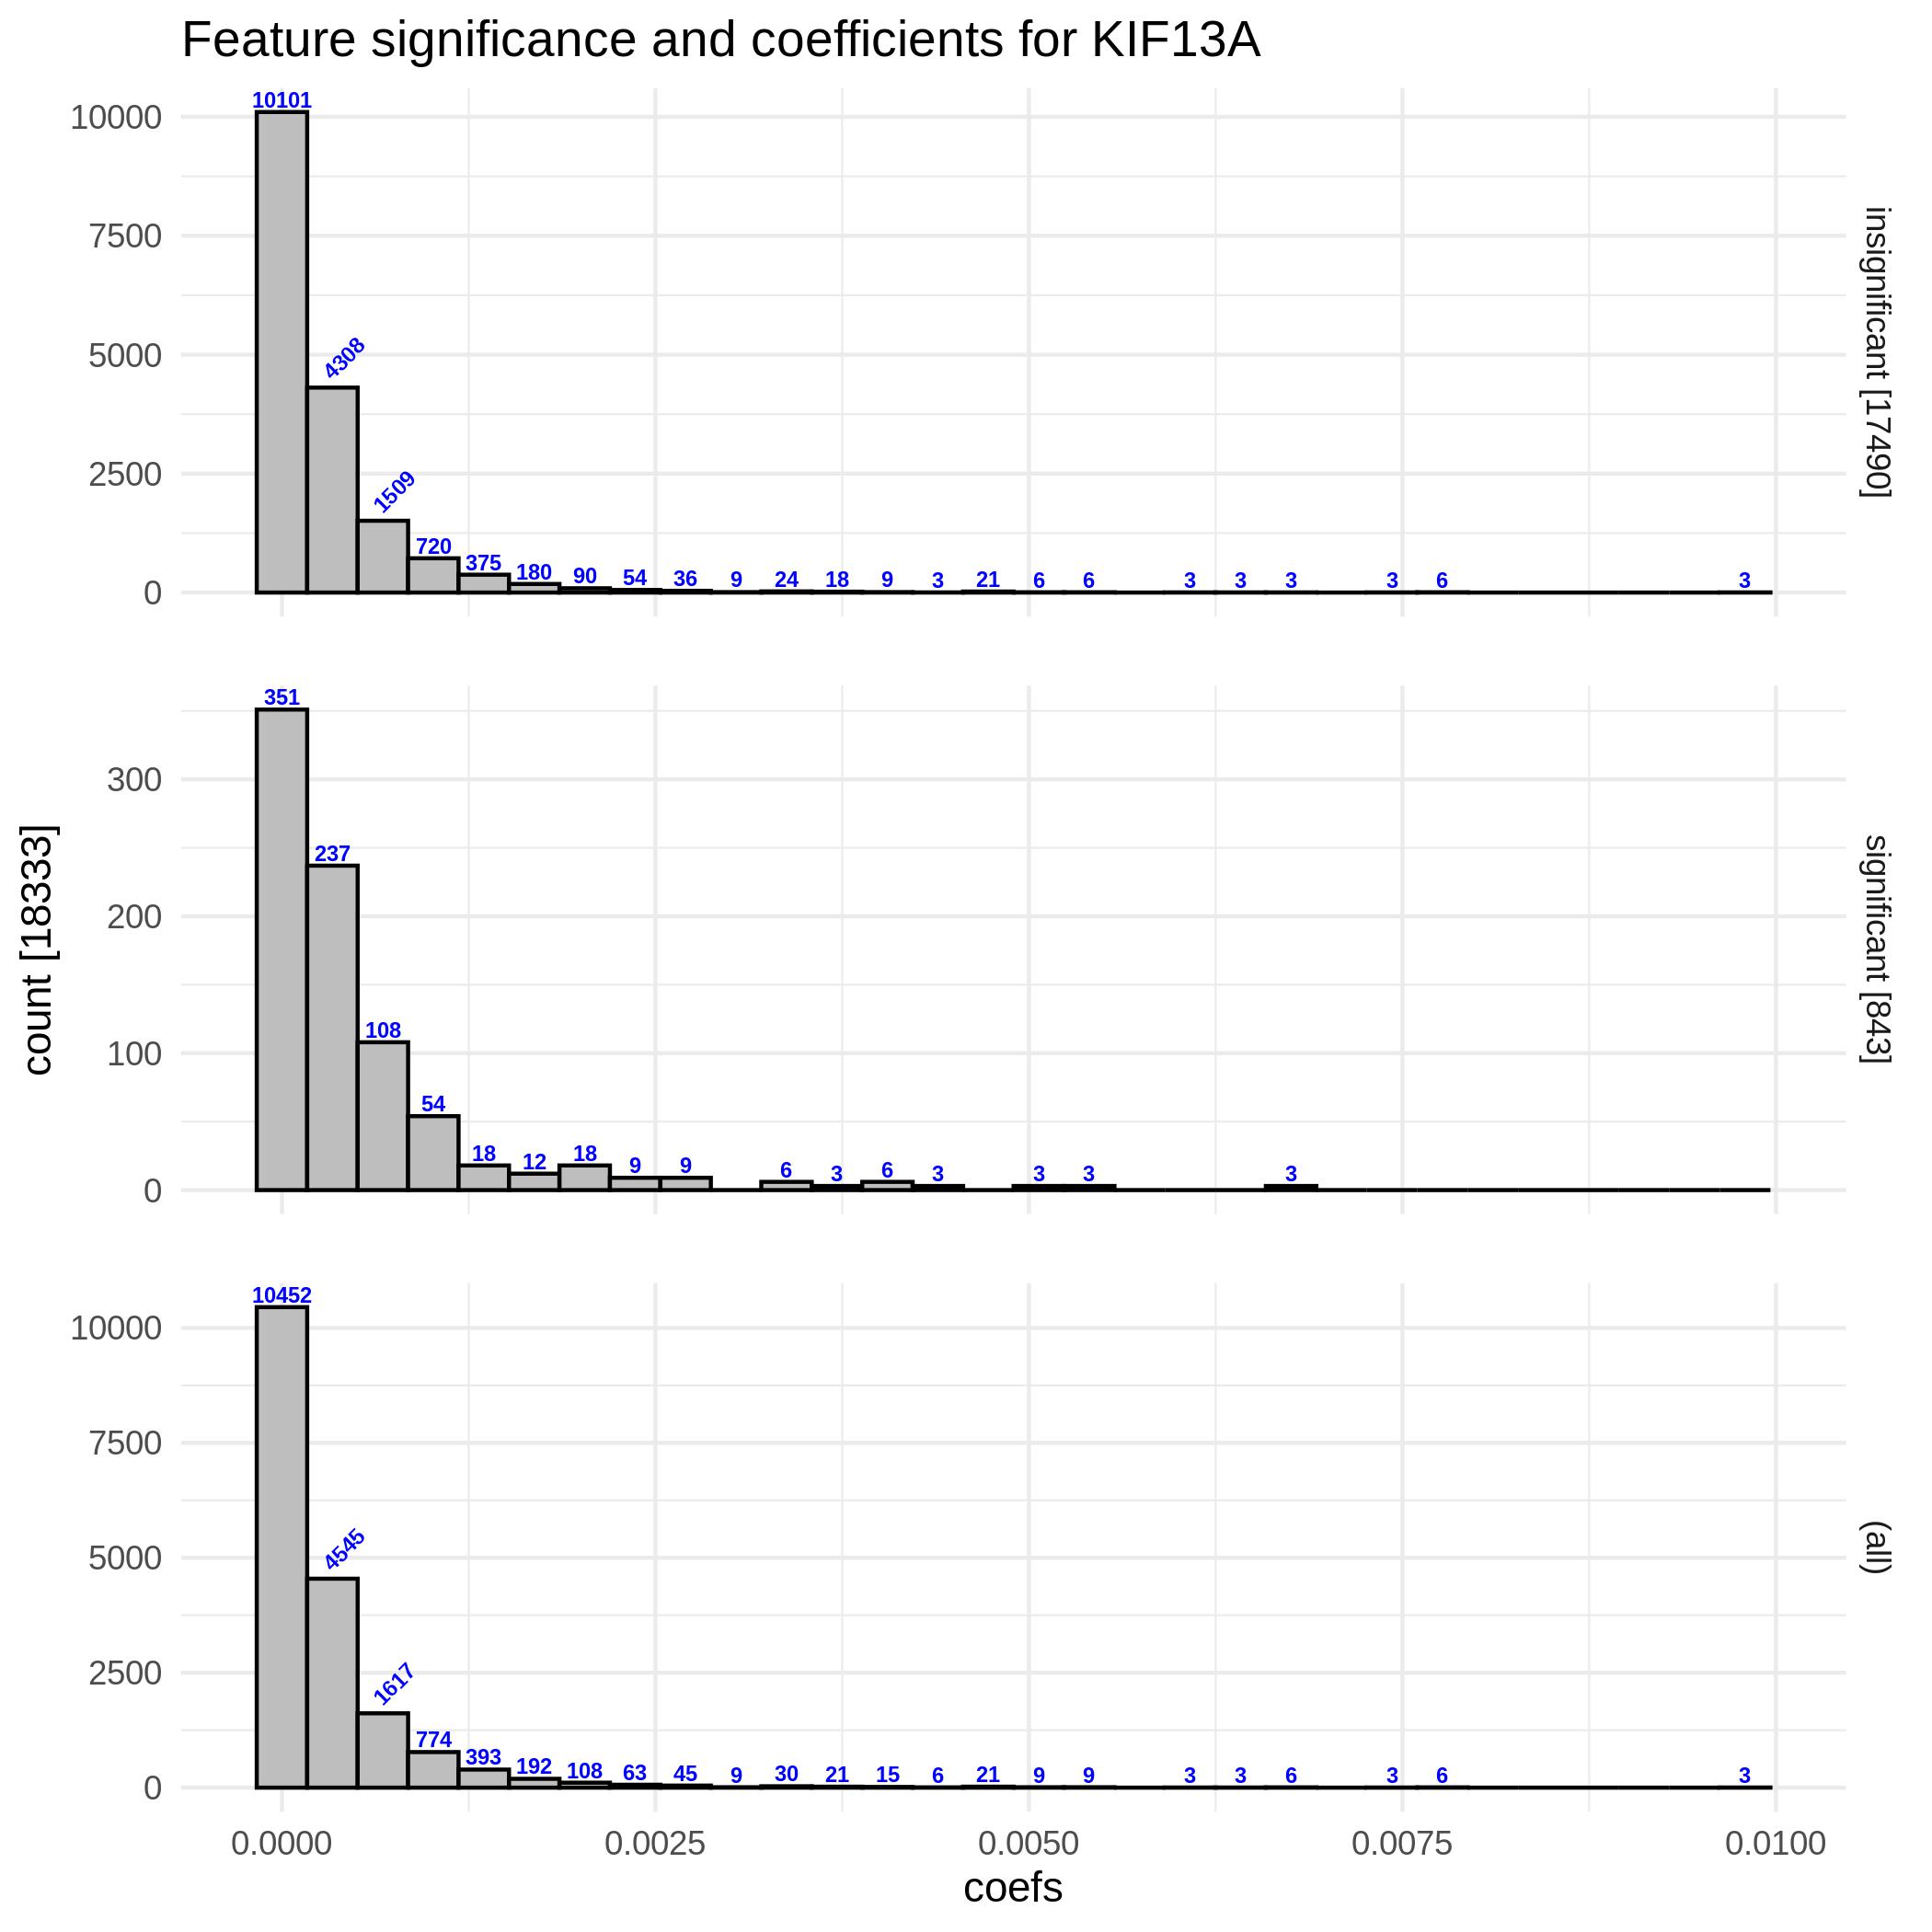 Feature significance and coefficients for KIF13A
10101
10000
7500
5000
2500
0
4308
1509
720 375 180 90 54 36 9 24 18 9 3 21 6 6 3 3 3 3 6 3
insignificant [17490]
count [18333]
351
300
200
100
0
237
108
54
18 12 18 9 9 6 3 6 3 3 3 3
significant [843]
10452
10000
7500
5000
2500
0
4545
1617
774 393 192 108 63 45 9 30 21 15 6 21 9 9 3 3 6 3 6 3
(all)
0.0000 0.0025 0.0050 0.0075 0.0100
coefs